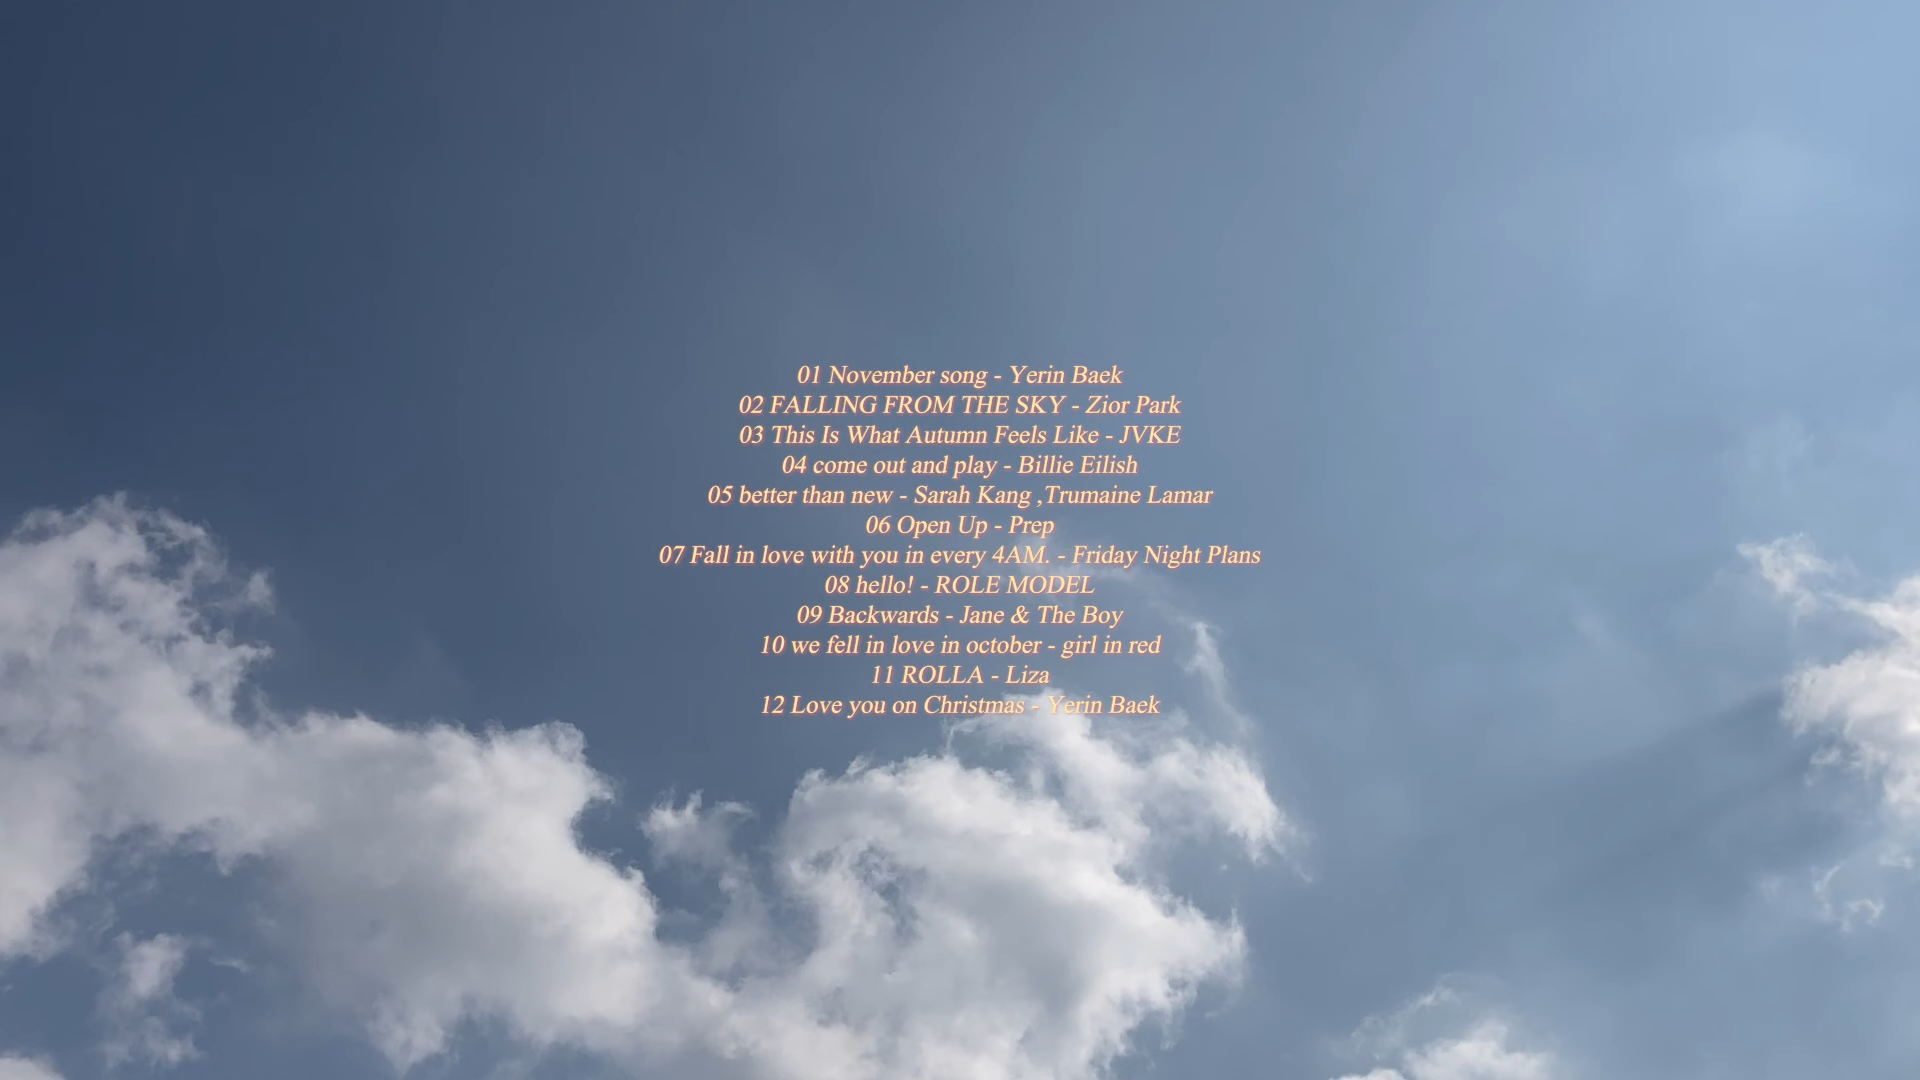 01 November song - Yerin Baek
02 FALLING FROM THE SKY - Zior Park
03 This Is What Autumn Feels Like - JVKE
04 come out and play - Billie Eilish
05 better than new - Sarah Kang ,Trumaine Lamar
06 Open Up - Prep
07 Fall in love with you in every 4AM. - Friday Night Plans
08 hello! - ROLE MODEL
09 Backwards - Jane & The Boy
10 we fell in love in october - girl in red
11 ROLLA - Liza
12 Love you on Christmas - Yerin Baek